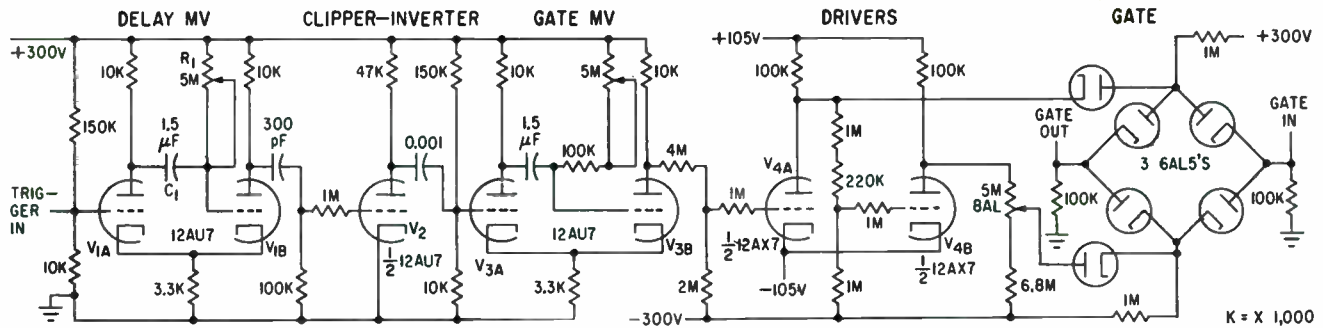 DELAY MV
CLIPPER-INVERTER
GATE MV
DRIVERS
GATE
+300V
10K
R1
5M
10K
47K
150K
10K
5M
10K
+105V
100K
100K
1M
+300V
150K
1.5 μF
C1
300 pF
0.001
1.5 μF
100K
4M
1M
220K
GATE OUT
GATE IN
3 6AL5'S
TRIG-
GER
IN
1M
1M
V4A
1M
5M
BAL
100K
100K
V1A
12AU7
V1B
V2
1/2 12AU7
V3A
12AU7
V3B
1/2 12AX7
V4B
1/2 12AX7
10K
3.3K
100K
10K
3.3K
2M
-105V
1M
6.8M
1M
-300V
K = X 1,000